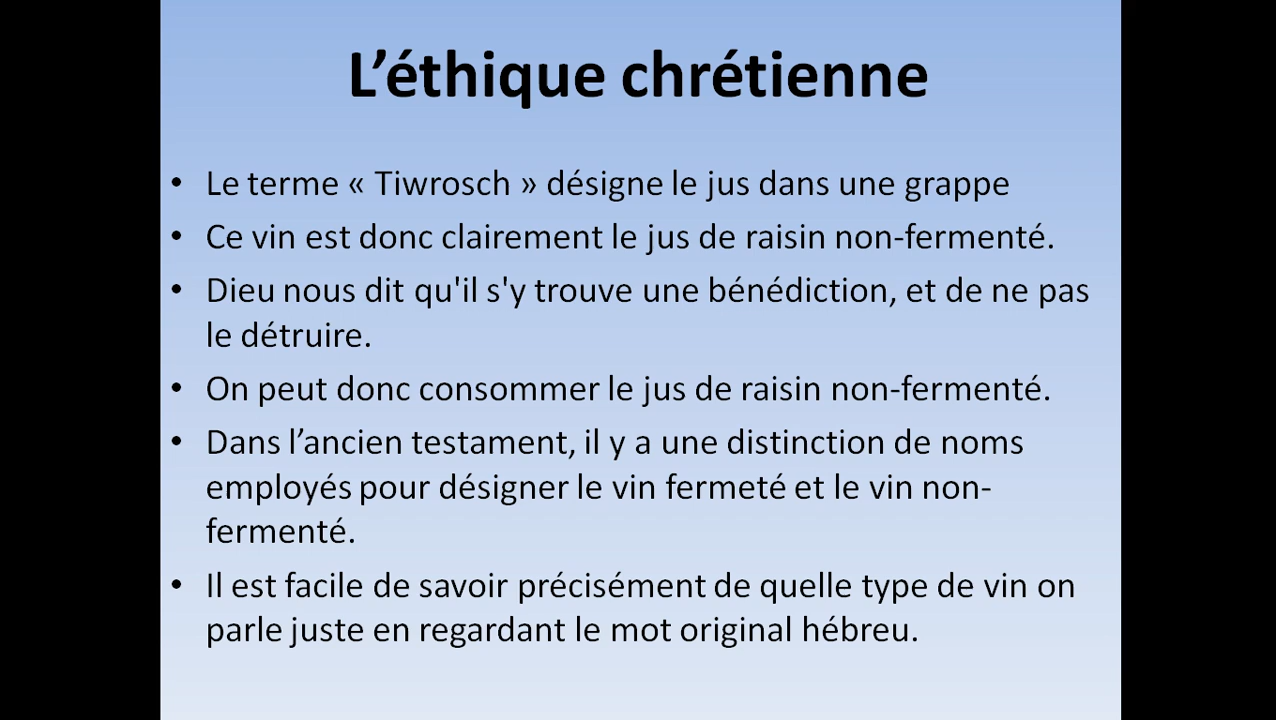 L’éthique chrétienne
• Le terme « Tiwrosch » désigne le jus dans une grappe
• Ce vin est donc clairement le jus de raisin non-fermenté.
• Dieu nous dit qu'il s'y trouve une bénédiction, et de ne pas
le détruire.
• On peut donc consommer le jus de raisin non-fermenté.
• Dans l’ancien testament, il y a une distinction de noms
employés pour désigner le vin fermeté et le vin non-
fermenté.
• Il est facile de savoir précisément de quelle type de vin on
parle juste en regardant le mot original hébreu.